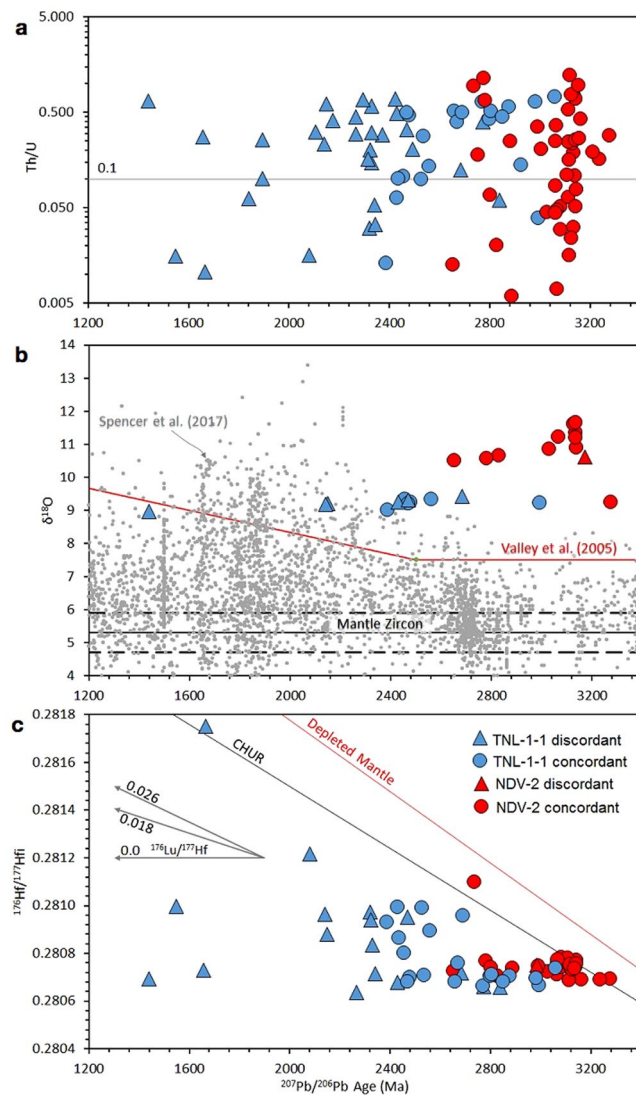 a
5.000
0.500
0.050
0.005
Th/U
0.1
1200 1600 2000 2400 2800 3200
b
14
13
12
11
10
9
8
7
6
5
4
δ¹⁸O
Spencer et al. (2017)
Valley et al. (2005)
Mantle Zircon
1200 1600 2000 2400 2800 3200
c
0.2818
0.2816
0.2814
0.2812
0.2810
0.2808
0.2806
0.2804
¹⁷⁶Hf/¹⁷⁷Hfi
CHUR
Depleted Mantle
TNL-1-1 discordant
TNL-1-1 concordant
NDV-2 discordant
NDV-2 concordant
0.026
0.018
0.0 ¹⁷⁶Lu/¹⁷⁷Hf
1200 1600 2000 2400 2800 3200
²⁰⁷Pb/²⁰⁶Pb Age (Ma)